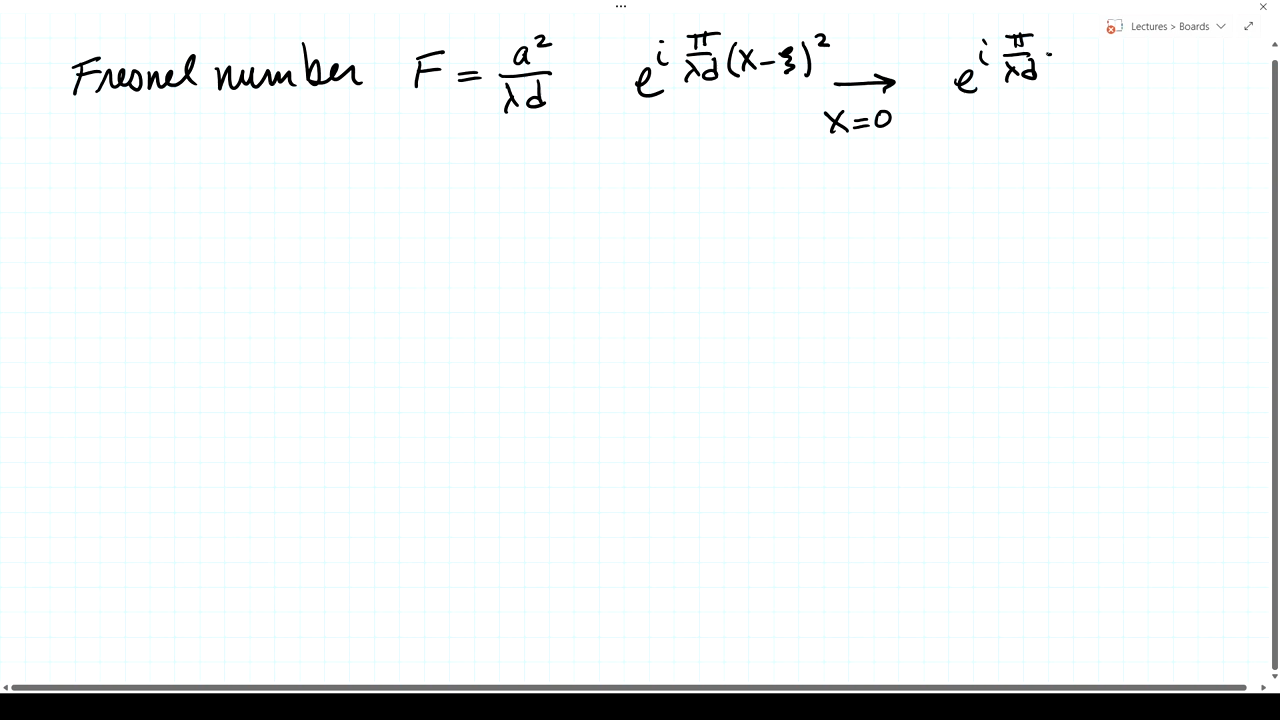 Lectures > Boards
Fresnel number F = a²/λd e^{i π/λd (x-ξ)²} → x=0 e^{i π/λd ·